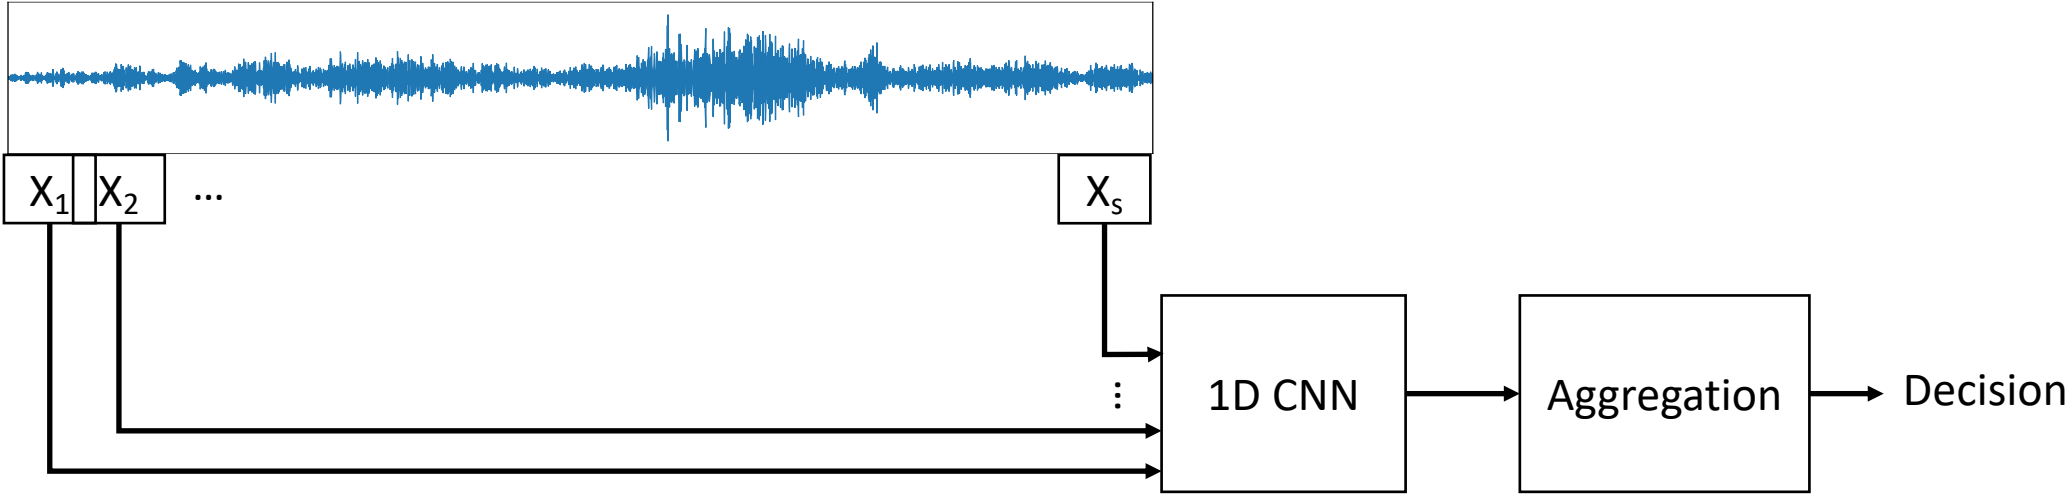 X₁ X₂ ... Xₛ
⋮
1D CNN
Aggregation
Decision